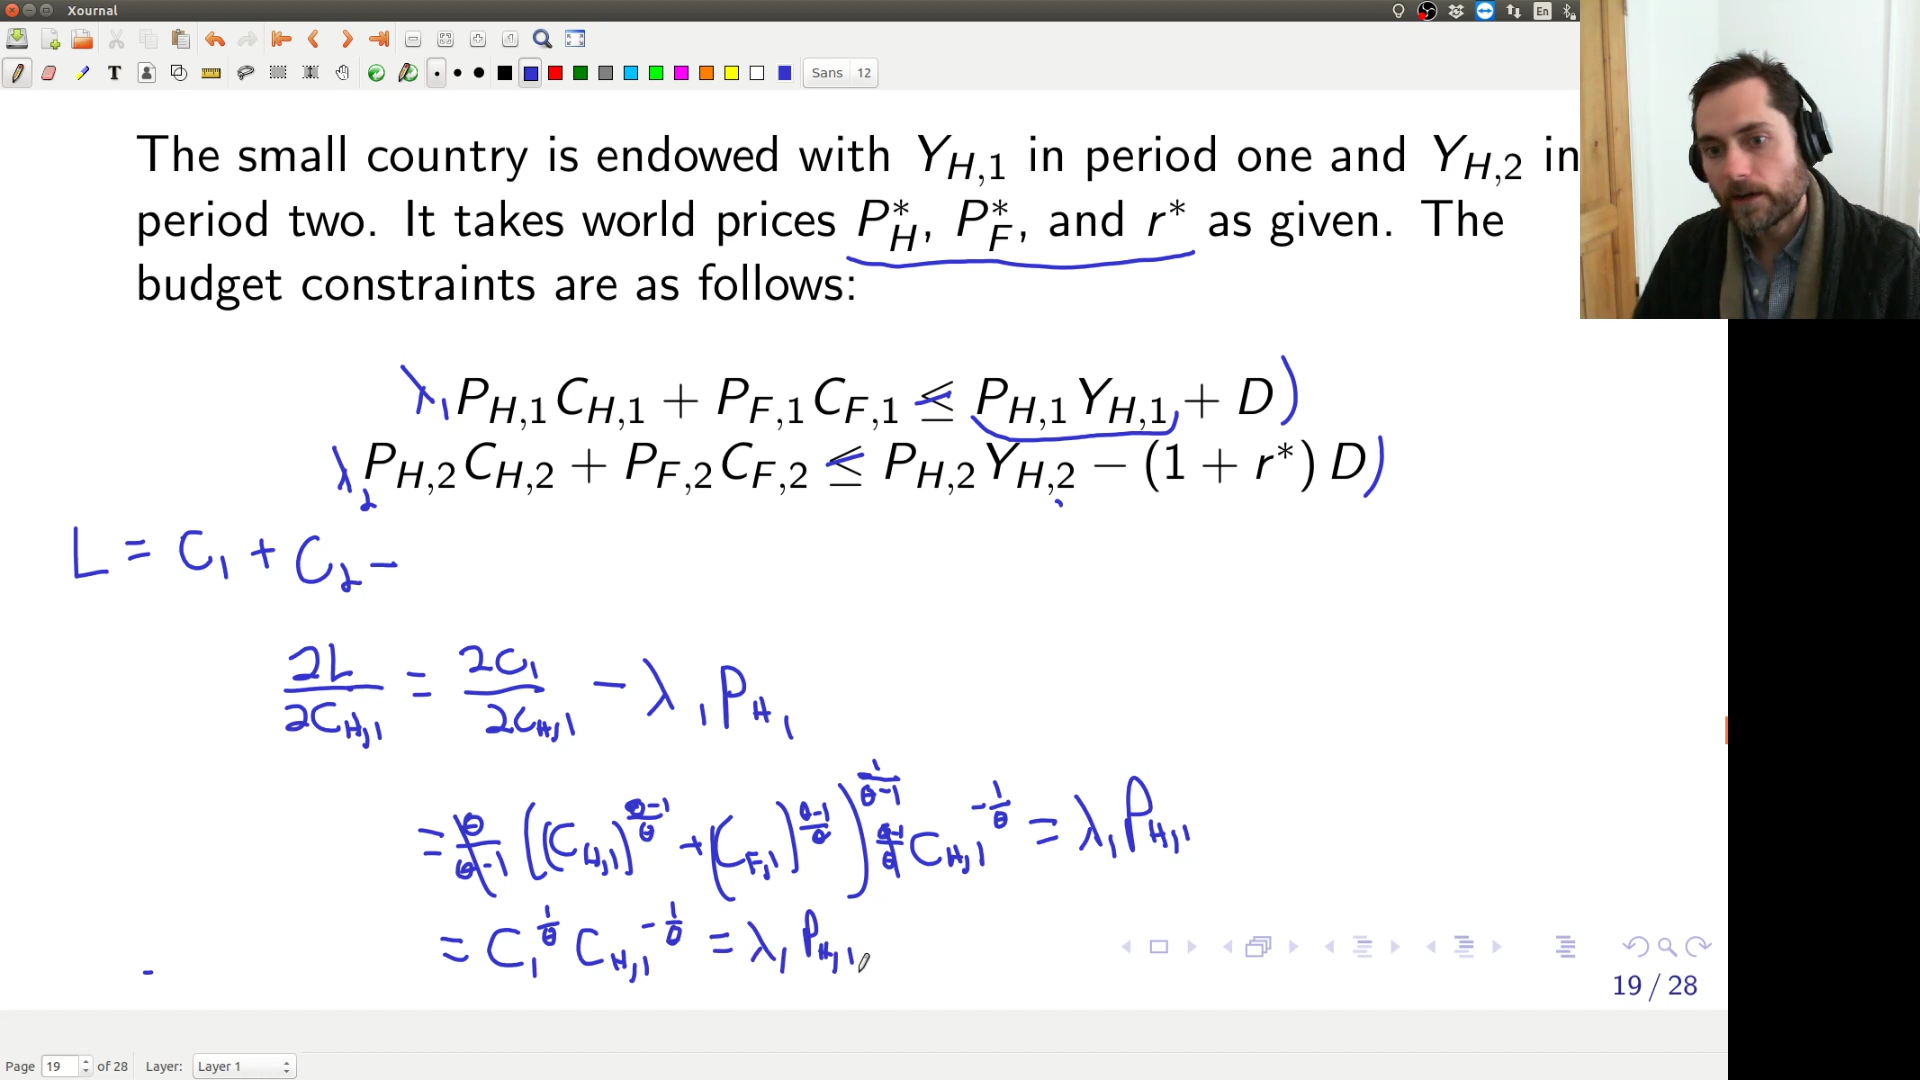 Xournal
En
Sans 12
The small country is endowed with Y_{H,1} in period one and Y_{H,2} in
period two. It takes world prices P*_H, P*_F, and r* as given. The
budget constraints are as follows:
λ_1 P_{H,1} C_{H,1} + P_{F,1} C_{F,1} ≤ P_{H,1} Y_{H,1} + D)
λ_2 P_{H,2} C_{H,2} + P_{F,2} C_{F,2} ≤ P_{H,2} Y_{H,2} − (1 + r*) D)
L = C_1 + C_2 −
∂L/∂C_{H,1} = ∂C_1/∂C_{H,1} − λ_1 P_{H,1}
= θ/(θ−1) ((C_{H,1})^{(θ−1)/θ} + (C_{F,1})^{(θ−1)/θ})^{1/(θ−1)} (θ−1)/θ C_{H,1}^{−1/θ} = λ_1 P_{H,1}
= C_1^{1/θ} C_{H,1}^{−1/θ} = λ_1 P_{H,1}
19 / 28
Page 19 of 28 Layer: Layer 1